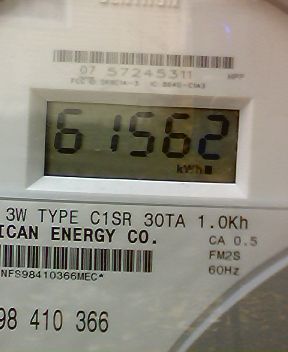 07 57245311 MPP
61562
kWh
3W TYPE C1SR 30TA 1.0Kh
ICAN ENERGY CO.
CA 0.5
FM2S
60Hz
NFS98410366MEC*
98 410 366